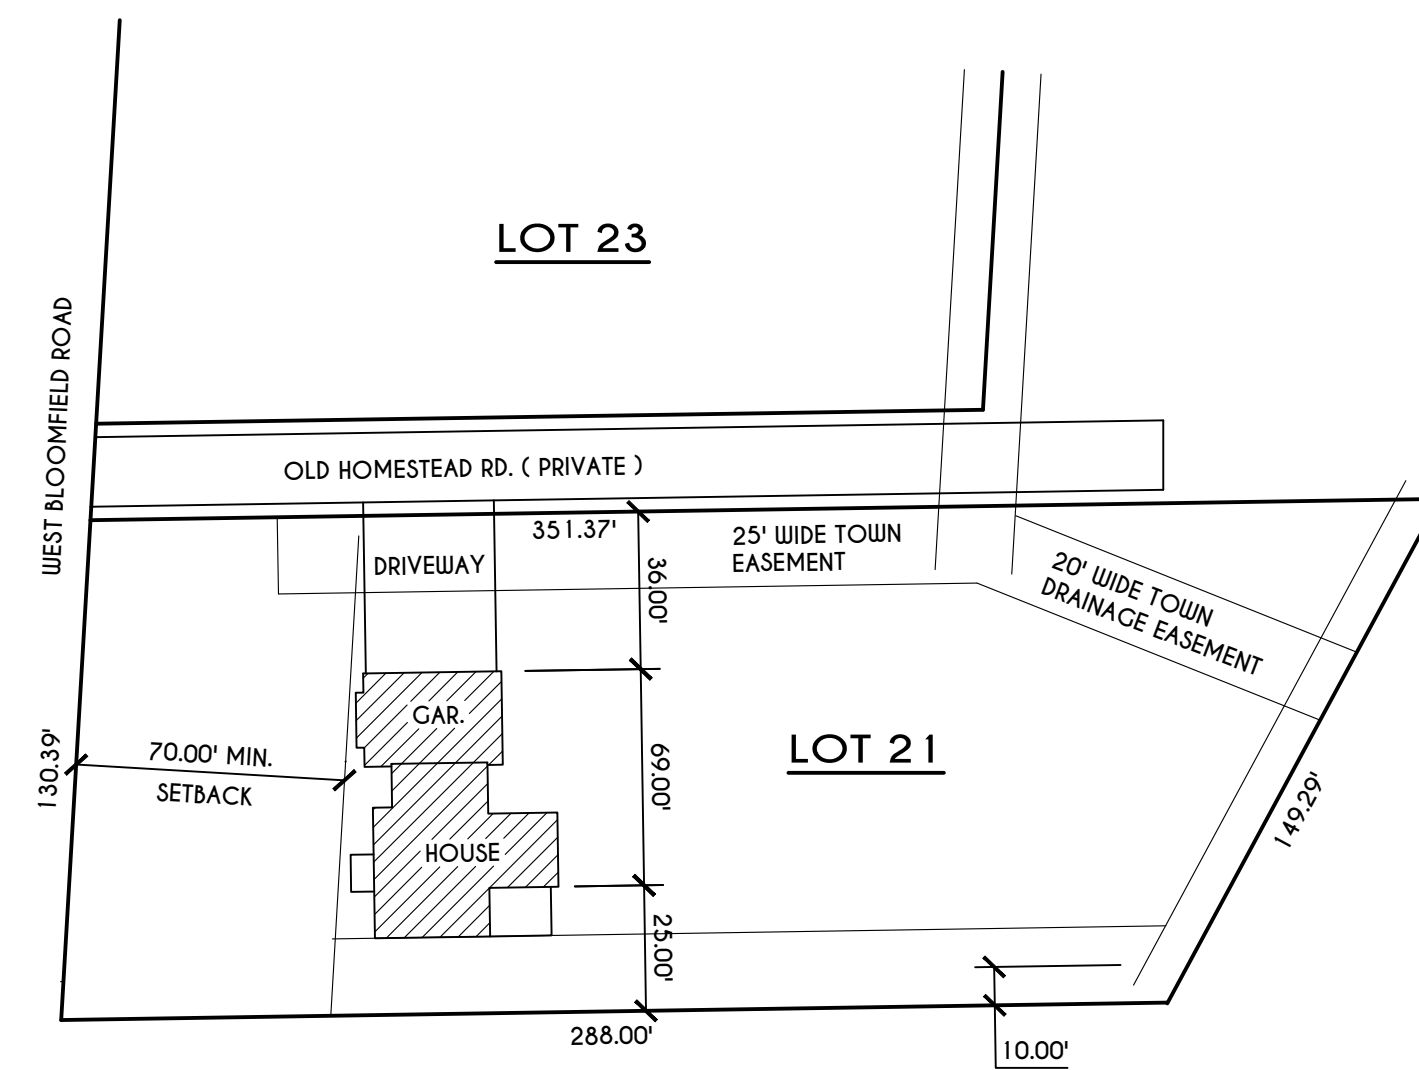 LOT 23
WEST BLOOMFIELD ROAD
OLD HOMESTEAD RD. ( PRIVATE )
351.37'
25' WIDE TOWN
EASEMENT
DRIVEWAY
36.00'
20' WIDE TOWN
DRAINAGE EASEMENT
GAR.
LOT 21
130.39'
70.00' MIN.
SETBACK
69.00'
149.29'
HOUSE
25.00'
288.00'
10.00'